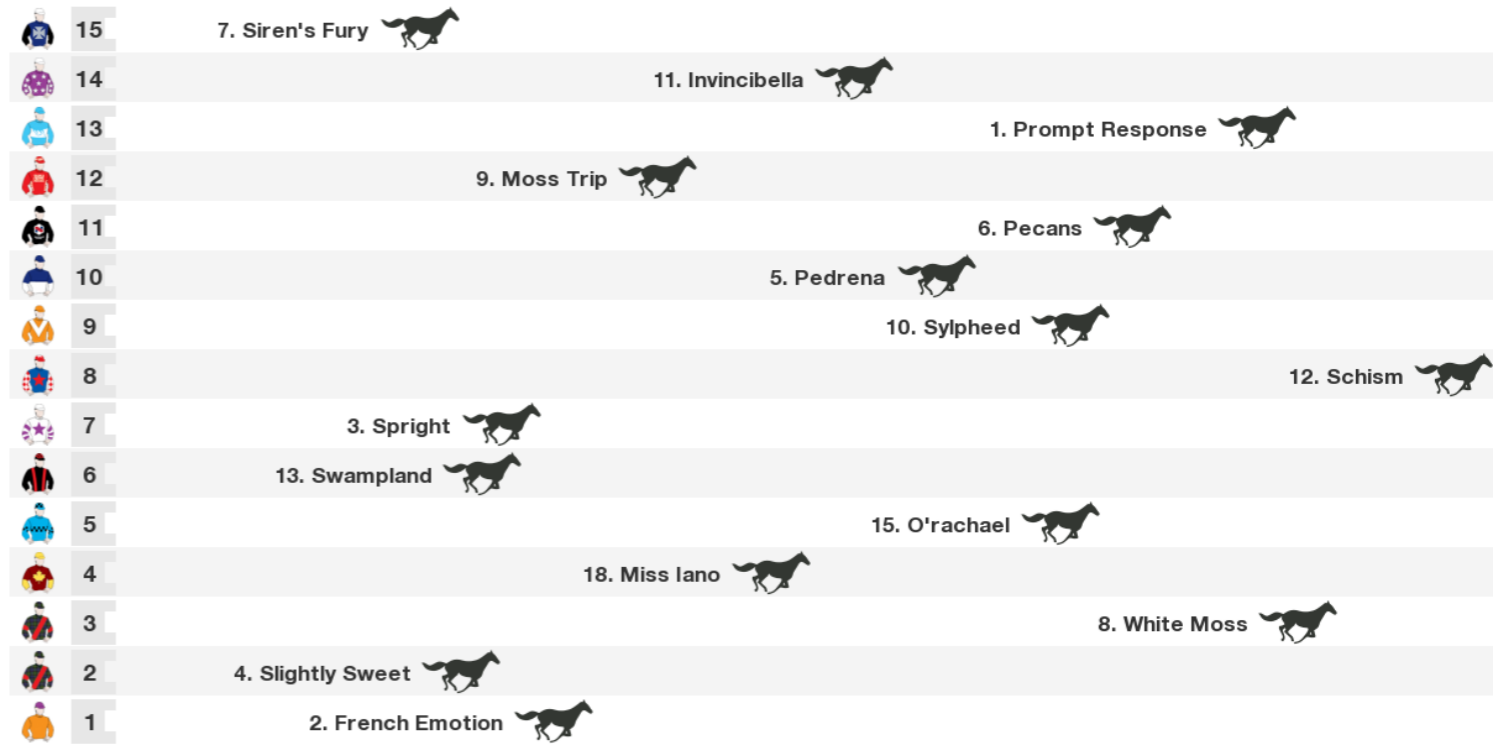 15 7. Siren's Fury
14 11. Invincibella
13 1. Prompt Response
12 9. Moss Trip
11 6. Pecans
10 5. Pedrena
9 10. Sylpheed
8 12. Schism
7 3. Spright
6 13. Swampland
5 15. O'rachael
4 18. Miss Iano
3 8. White Moss
2 4. Slightly Sweet
1 2. French Emotion